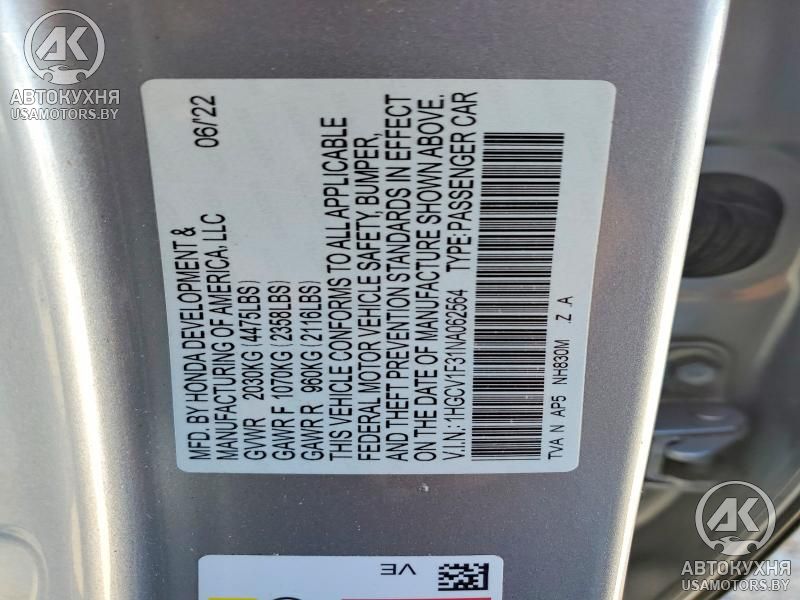 AK
АВТОКУХНЯ
USAMOTORS.BY
MFD. BY HONDA DEVELOPMENT & 06/'22
MANUFACTURING OF AMERICA, LLC
GVWR 2030KG (4475LBS)
GAWR F 1070KG (2358LBS)
GAWR R 960KG (2116LBS)
THIS VEHICLE CONFORMS TO ALL APPLICABLE
FEDERAL MOTOR VEHICLE SAFETY, BUMPER,
AND THEFT PREVENTION STANDARDS IN EFFECT
ON THE DATE OF MANUFACTURE SHOWN ABOVE.
V.I.N.: 1HGCV1F31NA062564 TYPE: PASSENGER CAR
TVA N AP5 NH830M .Z .A
VE
AK
АВТОКУХНЯ
USAMOTORS.BY